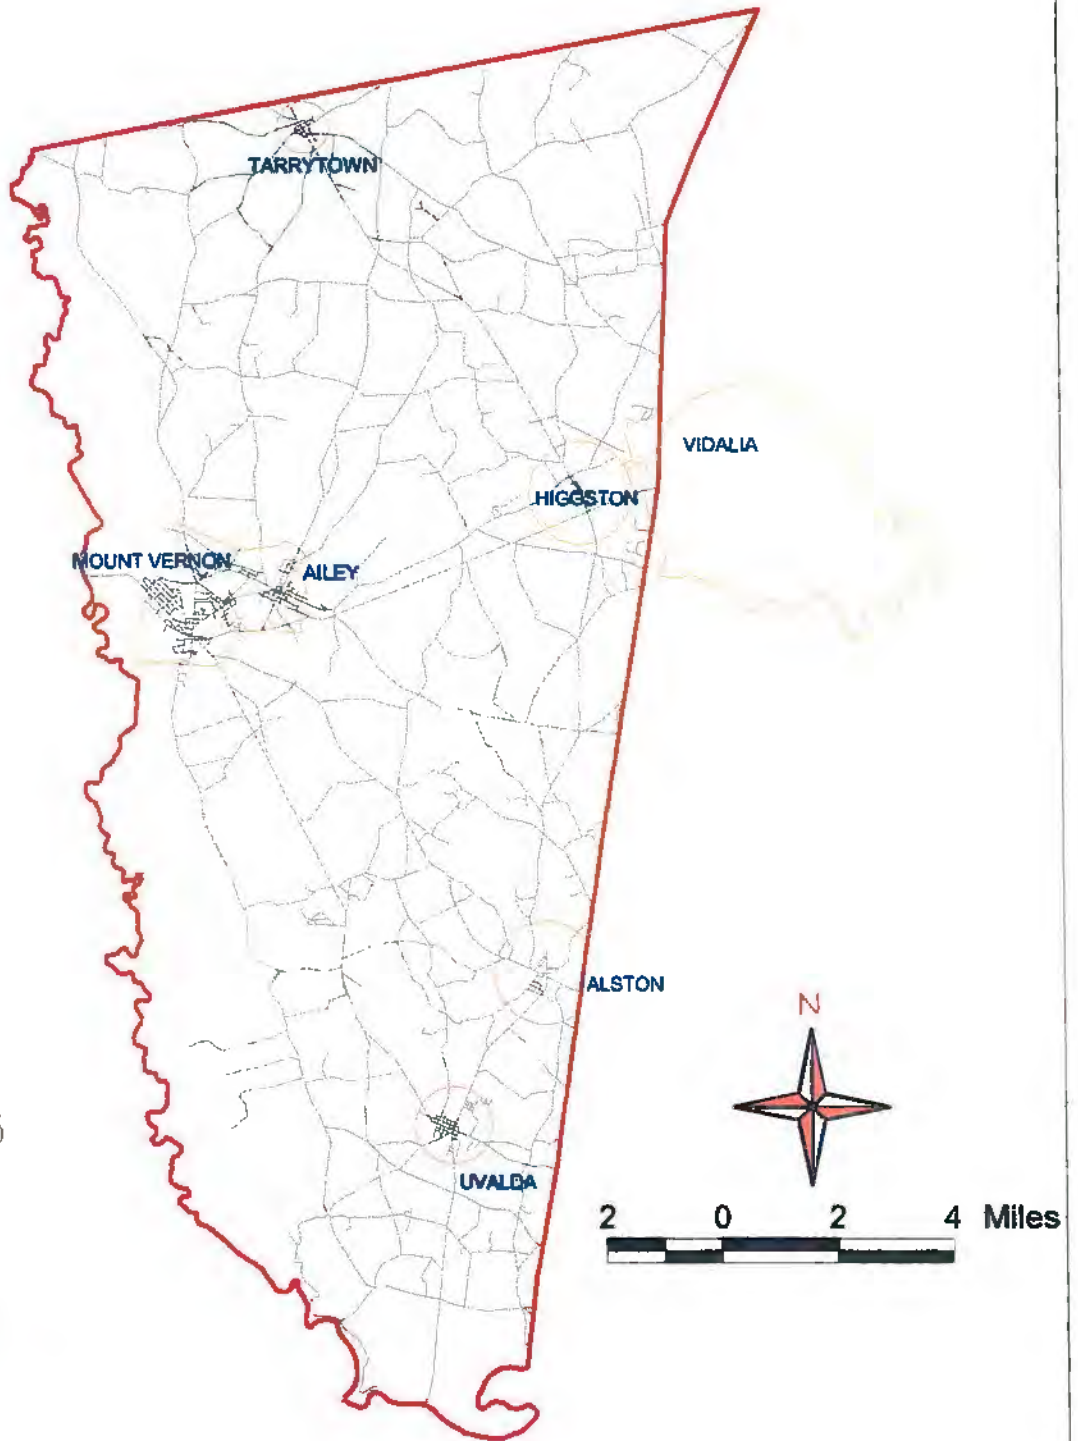 TARRYTOWN
VIDALIA
HIGGSTON
MOUNT VERNON
AILEY
ALSTON
N
UVALDA
2 0 2 4 Miles